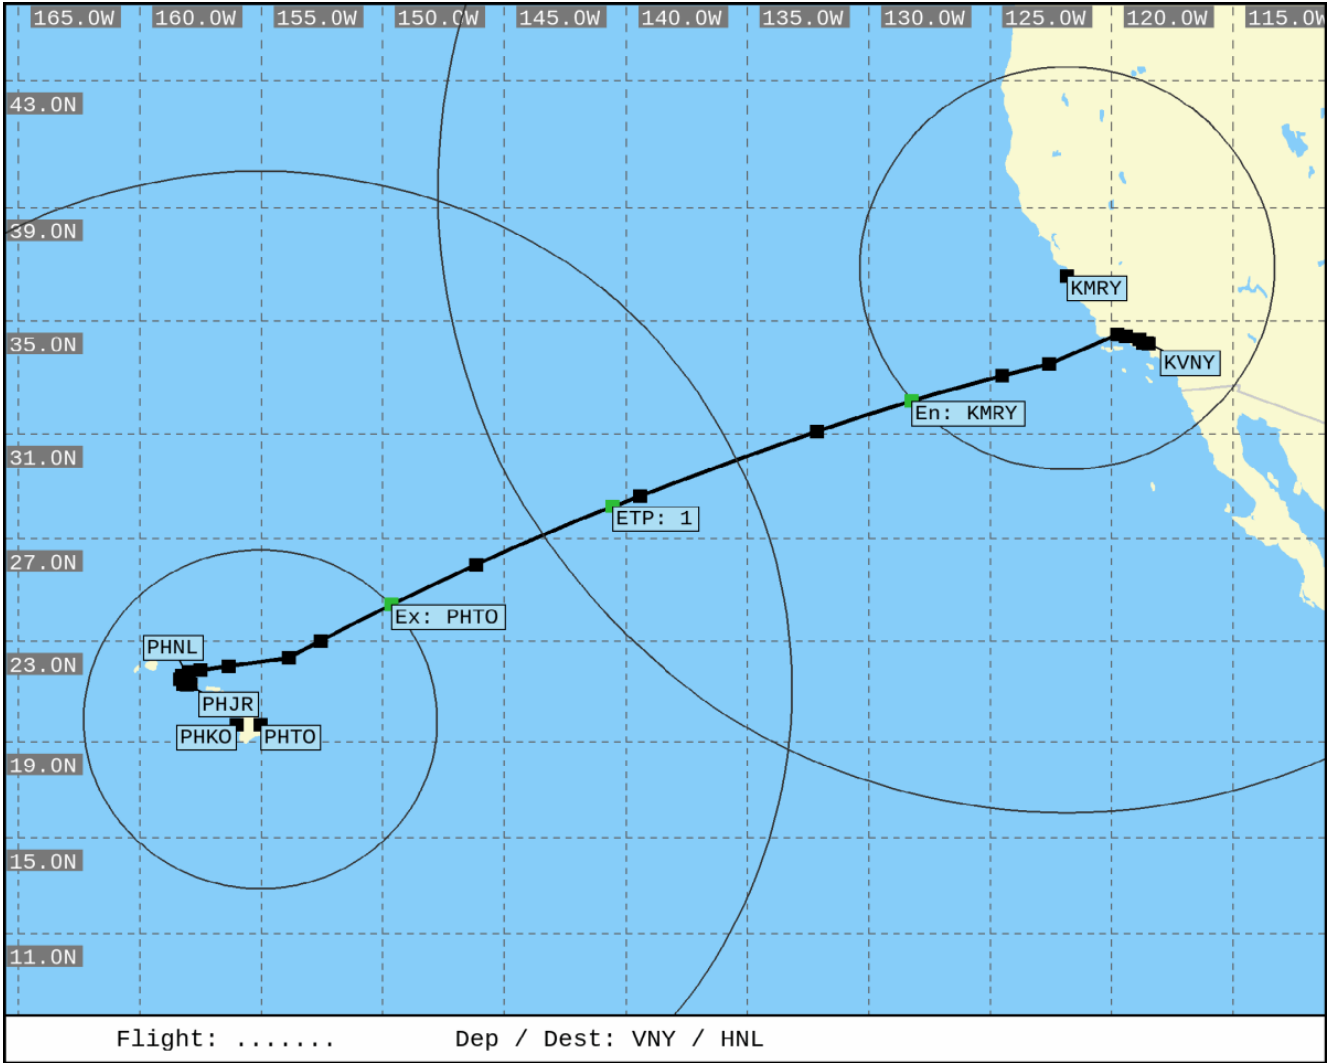 165.0W 160.0W 155.0W 150.0W 145.0W 140.0W 135.0W 130.0W 125.0W 120.0W 115.0W
43.0N
39.0N
KMRY
35.0N
KVNY
En: KMRY
31.0N
ETP: 1
27.0N
Ex: PHTO
PHNL
23.0N
PHJR
PHKO PHTO
19.0N
15.0N
11.0N
Flight: ....... Dep / Dest: VNY / HNL